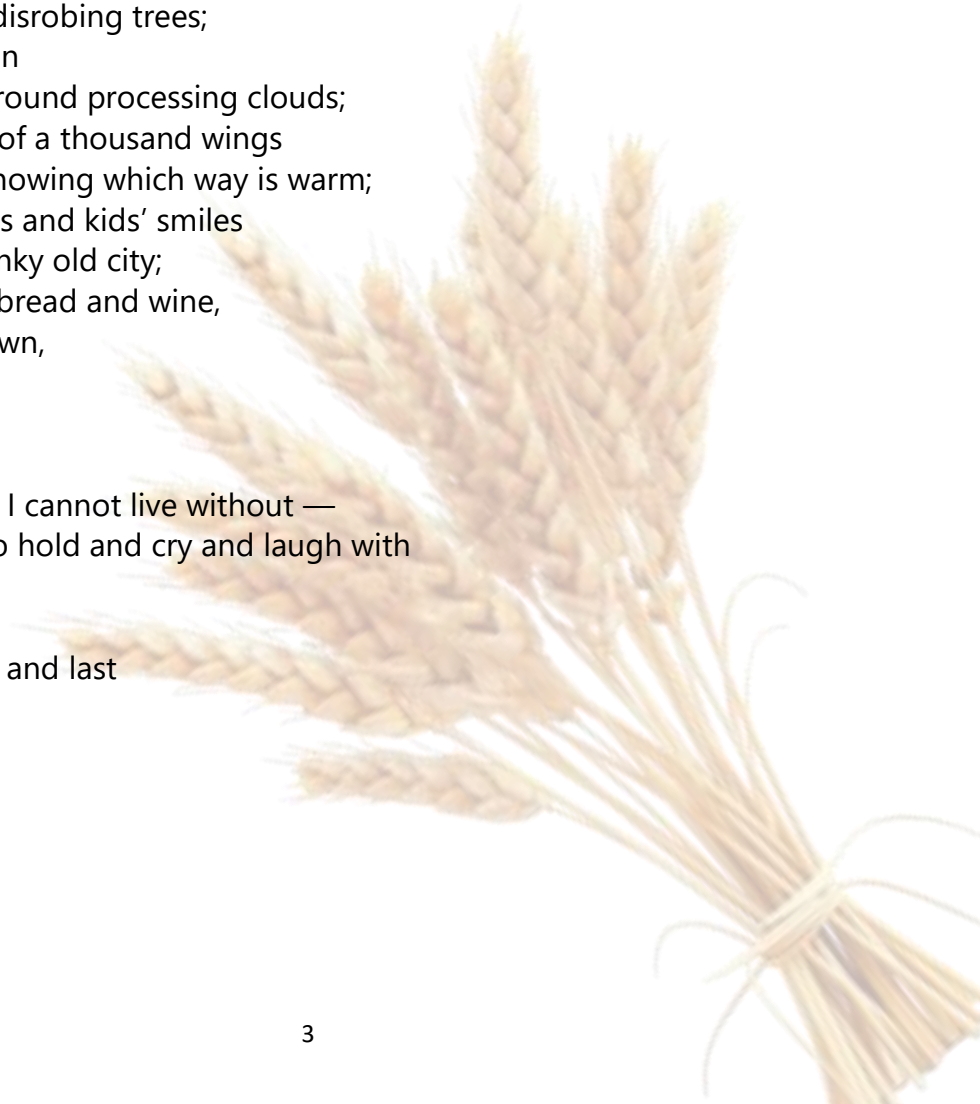 disrobing trees;
n
round processing clouds;
of a thousand wings
nowing which way is warm;
s and kids’ smiles
nky old city;
bread and wine,
wn,
I cannot live without —
o hold and cry and laugh with
and last
3